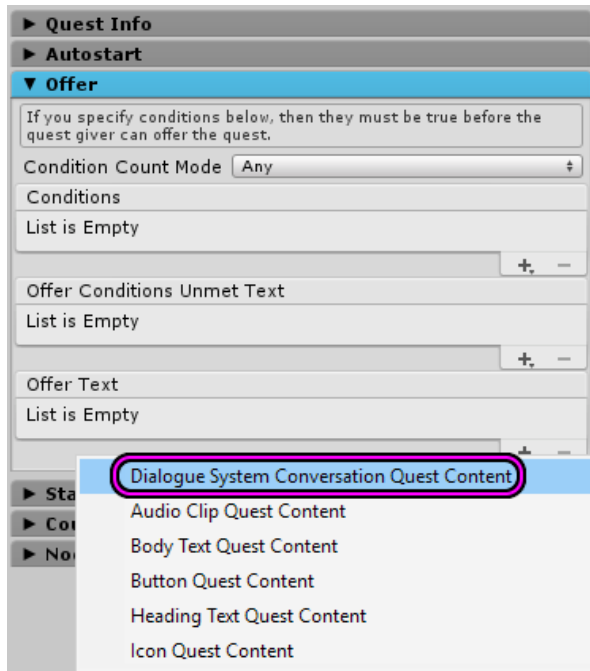 Quest Info
Autostart
Offer
If you specify conditions below, then they must be true before the
quest giver can offer the quest.
Condition Count Mode Any
Conditions
List is Empty
Offer Conditions Unmet Text
List is Empty
Offer Text
List is Empty
Dialogue System Conversation Quest Content
Sta
Audio Clip Quest Content
Cou
Body Text Quest Content
No
Button Quest Content
Heading Text Quest Content
Icon Quest Content